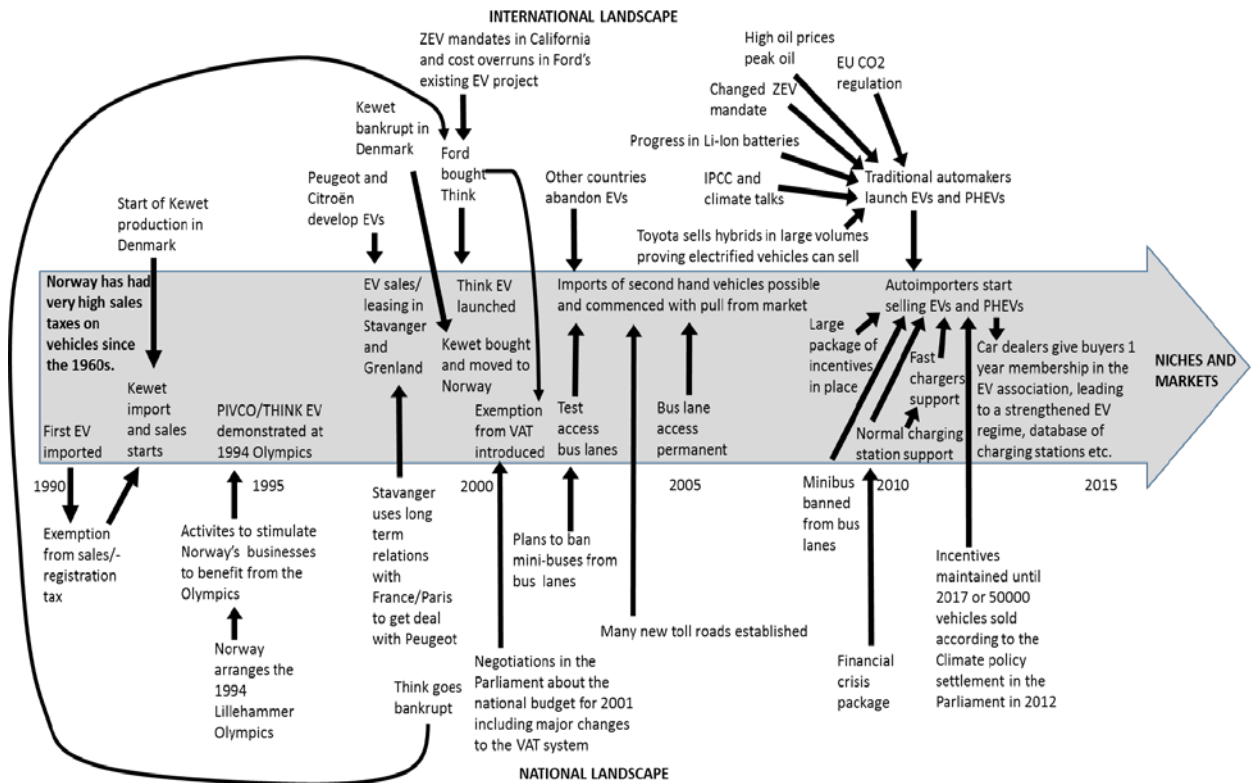 INTERNATIONAL LANDSCAPE
ZEV mandates in California
and cost overruns in Ford's
existing EV project
High oil prices
peak oil
EU CO2
regulation
Changed ZEV
mandate
Kewet
bankrupt in
Denmark
Ford
bought
Think
Progress in Li-Ion batteries
Peugeot and
Citroën
develop EVs
Other countries
abandon EVs
IPCC and
climate talks
Traditional automakers
launch EVs and PHEVs
Start of Kewet
production in
Denmark
Toyota sells hybrids in large volumes
proving electrified vehicles can sell
Norway has had
very high sales
taxes on
vehicles since
the 1960s.
EV sales/
leasing in
Stavanger
and
Grenland
Think EV
launched
Imports of second hand vehicles possible
and commenced with pull from market
Autoimporters start
selling EVs and PHEVs
Kewet bought
and moved to
Norway
Large
package of
incentives
in place
Fast
chargers
support
Car dealers give buyers 1
year membership in the
EV association, leading
to a strengthened EV
regime, database of
charging stations etc.
NICHES AND
MARKETS
First EV
imported
Kewet
import
and sales
starts
PIVCO/THINK EV
demonstrated at
1994 Olympics
Exemption
from VAT
introduced
Test
access
bus lanes
Bus lane
access
permanent
Normal charging
station support
1990
1995
2000
2005
2010
2015
Exemption
from sales/-
registration
tax
Activites to stimulate
Norway's businesses
to benefit from the
Olympics
Stavanger
uses long
term
relations
with
France/Paris
to get deal
with Peugeot
Plans to ban
mini-buses from
bus lanes
Minibus
banned
from bus
lanes
Incentives
maintained until
2017 or 50000
vehicles sold
according to the
Climate policy
settlement in the
Parliament in 2012
Many new toll roads established
Norway
arranges the
1994
Lillehammer
Olympics
Think goes
bankrupt
Negotiations in the
Parliament about the
national budget for 2001
including major changes
to the VAT system
Financial
crisis
package
NATIONAL LANDSCAPE